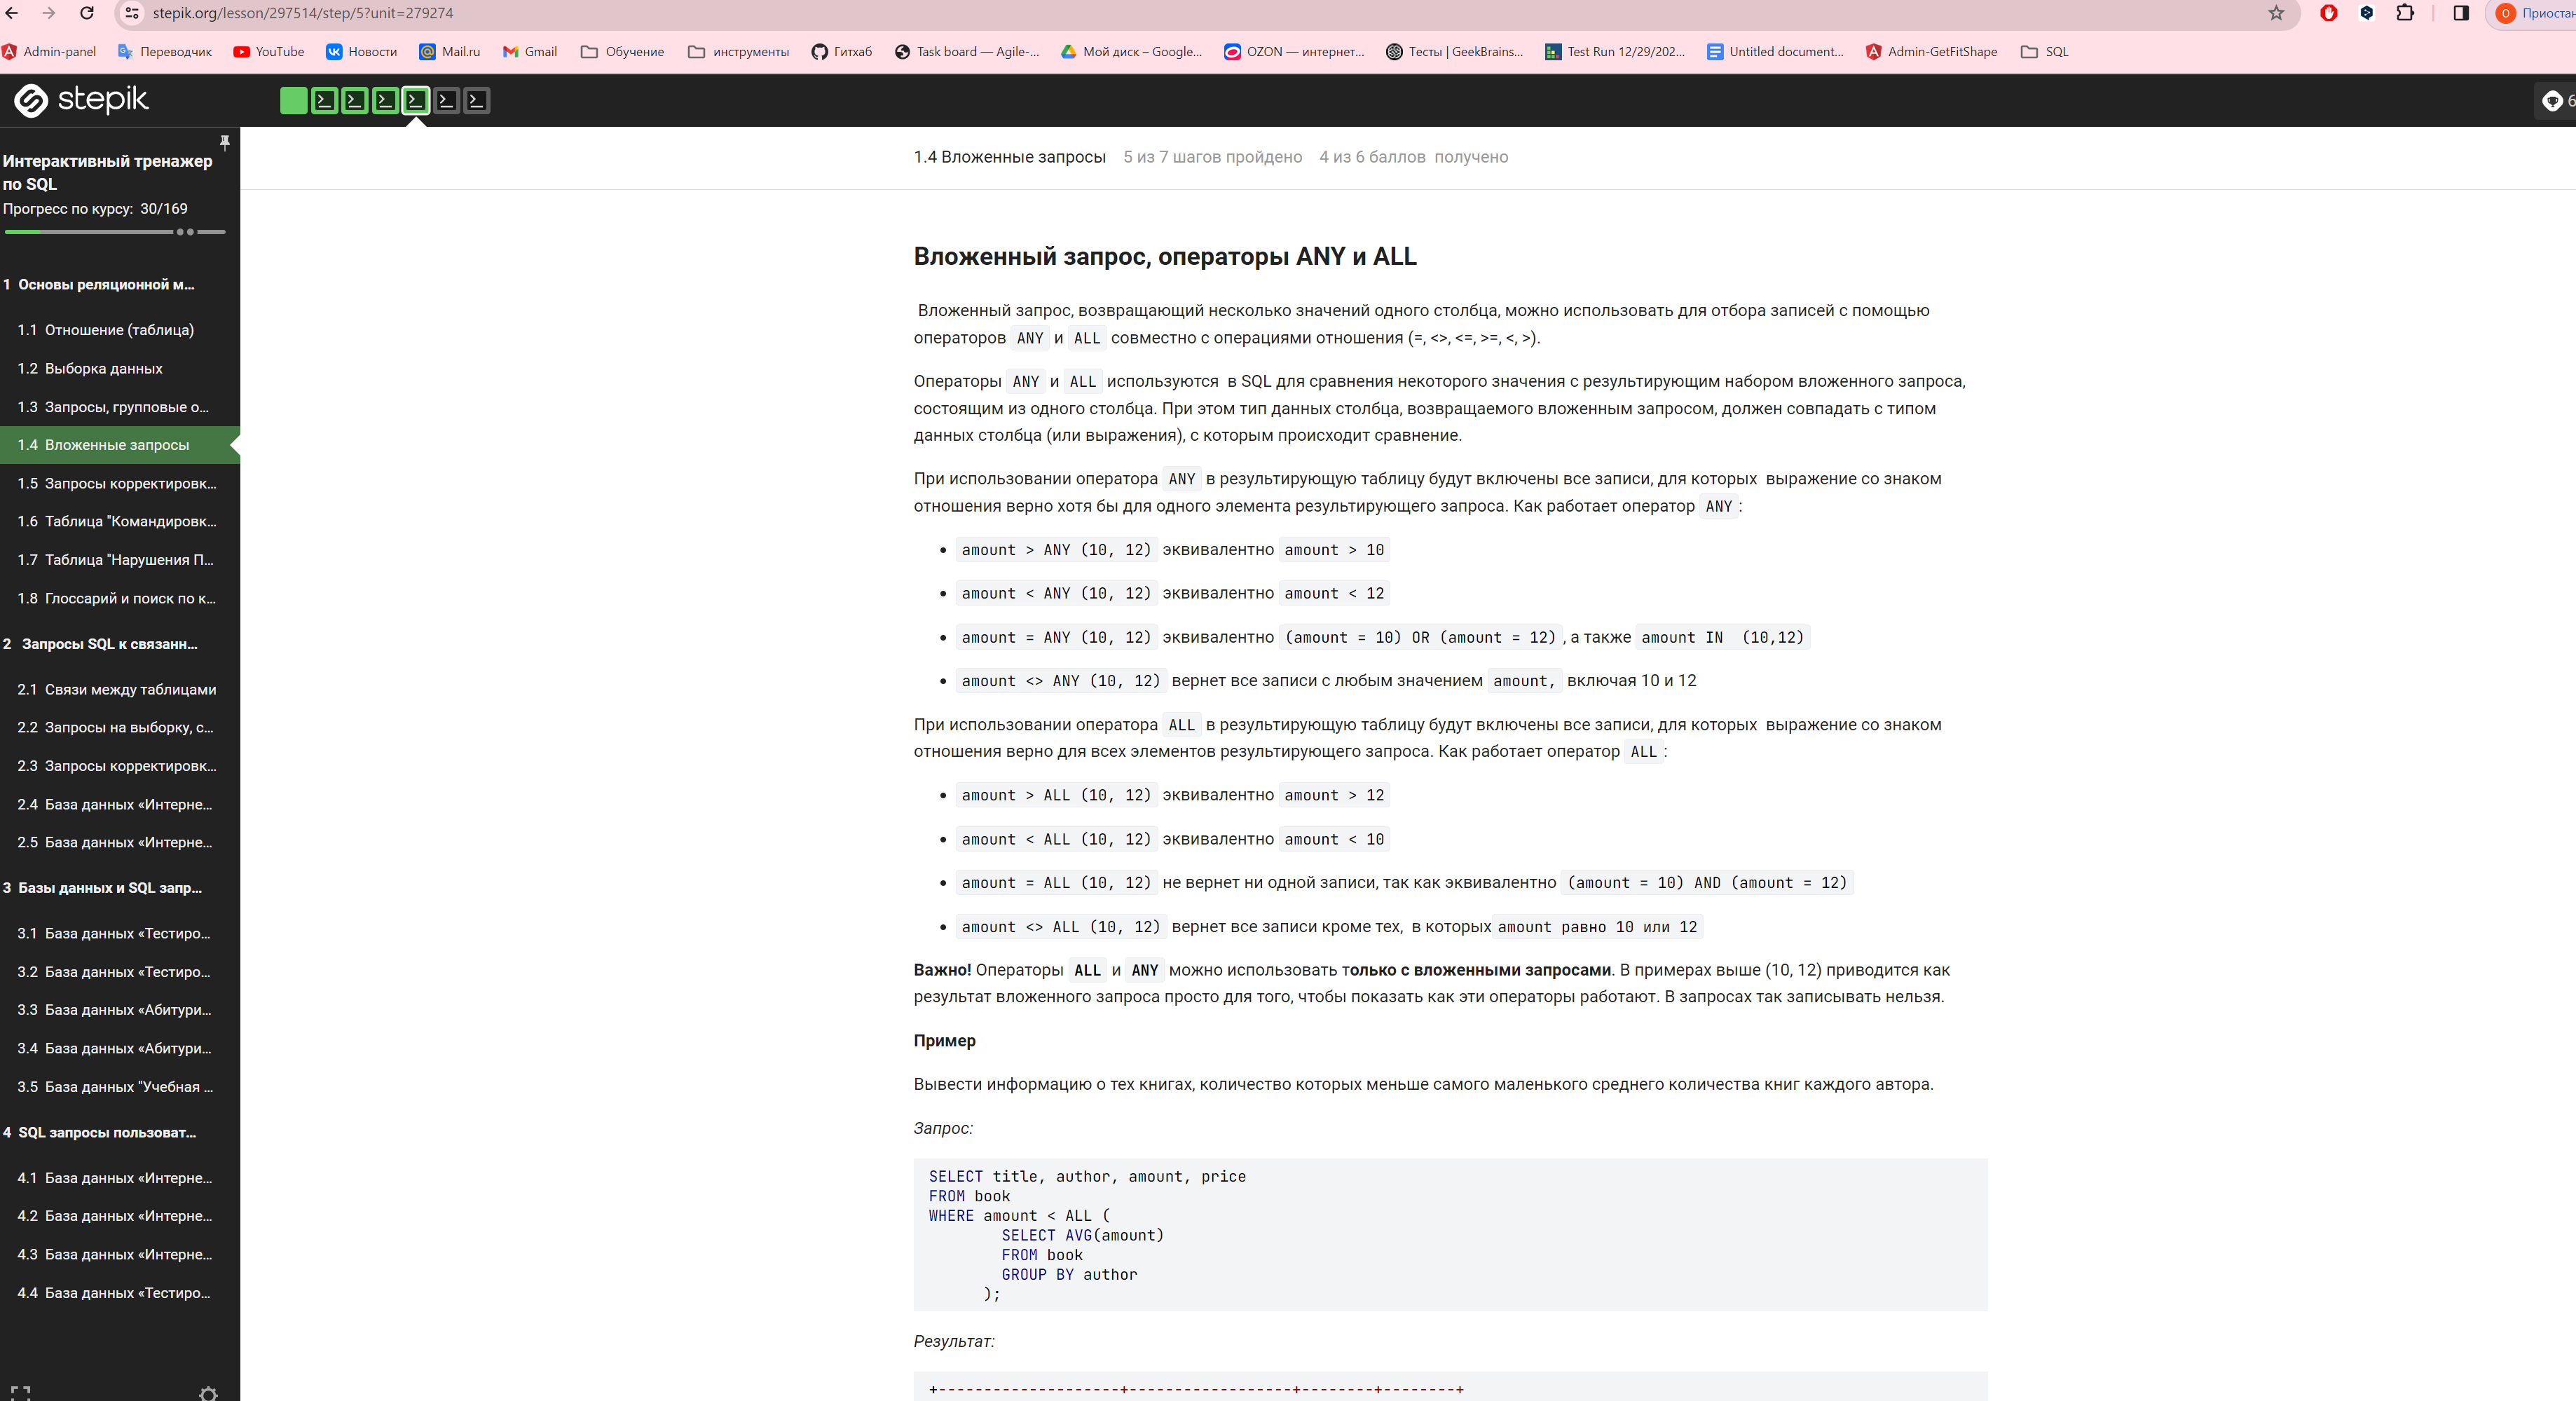 stepik.org/lesson/297514/step/5?unit=279274
Приостан
Admin-panel Переводчик YouTube Новости Mail.ru Gmail Обучение инструменты Гитхаб Task board — Agile-... Мой диск – Google... OZON — интернет... Тесты | GeekBrains... Test Run 12/29/202... Untitled document... Admin-GetFitShape SQL
stepik
6
Интерактивный тренажер
по SQL
Прогресс по курсу: 30/169
1 Основы реляционной м...
1.1 Отношение (таблица)
1.2 Выборка данных
1.3 Запросы, групповые о...
1.4 Вложенные запросы
1.5 Запросы корректировк...
1.6 Таблица "Командировк...
1.7 Таблица "Нарушения П...
1.8 Глоссарий и поиск по к...
2 Запросы SQL к связанн...
2.1 Связи между таблицами
2.2 Запросы на выборку, с...
2.3 Запросы корректировк...
2.4 База данных «Интерне...
2.5 База данных «Интерне...
3 Базы данных и SQL запр...
3.1 База данных «Тестиро...
3.2 База данных «Тестиро...
3.3 База данных «Абитури...
3.4 База данных «Абитури...
3.5 База данных "Учебная ...
4 SQL запросы пользоват...
4.1 База данных «Интерне...
4.2 База данных «Интерне...
4.3 База данных «Интерне...
4.4 База данных «Тестиро...
1.4 Вложенные запросы 5 из 7 шагов пройдено 4 из 6 баллов получено
Вложенный запрос, операторы ANY и ALL
Вложенный запрос, возвращающий несколько значений одного столбца, можно использовать для отбора записей с помощью
операторов ANY и ALL совместно с операциями отношения (=, <>, <=, >=, <, >).
Операторы ANY и ALL используются в SQL для сравнения некоторого значения с результирующим набором вложенного запроса,
состоящим из одного столбца. При этом тип данных столбца, возвращаемого вложенным запросом, должен совпадать с типом
данных столбца (или выражения), с которым происходит сравнение.
При использовании оператора ANY в результирующую таблицу будут включены все записи, для которых выражение со знаком
отношения верно хотя бы для одного элемента результирующего запроса. Как работает оператор ANY :
• amount > ANY (10, 12) эквивалентно amount > 10
• amount < ANY (10, 12) эквивалентно amount < 12
• amount = ANY (10, 12) эквивалентно (amount = 10) OR (amount = 12) , а также amount IN (10,12)
• amount <> ANY (10, 12) вернет все записи с любым значением amount, включая 10 и 12
При использовании оператора ALL в результирующую таблицу будут включены все записи, для которых выражение со знаком
отношения верно для всех элементов результирующего запроса. Как работает оператор ALL :
• amount > ALL (10, 12) эквивалентно amount > 12
• amount < ALL (10, 12) эквивалентно amount < 10
• amount = ALL (10, 12) не вернет ни одной записи, так как эквивалентно (amount = 10) AND (amount = 12)
• amount <> ALL (10, 12) вернет все записи кроме тех, в которых amount равно 10 или 12
Важно! Операторы ALL и ANY можно использовать только с вложенными запросами. В примерах выше (10, 12) приводится как
результат вложенного запроса просто для того, чтобы показать как эти операторы работают. В запросах так записывать нельзя.
Пример
Вывести информацию о тех книгах, количество которых меньше самого маленького среднего количества книг каждого автора.
Запрос:
SELECT title, author, amount, price
FROM book
WHERE amount < ALL (
SELECT AVG(amount)
FROM book
GROUP BY author
);
Результат:
+--------------------+------------------+--------+--------+